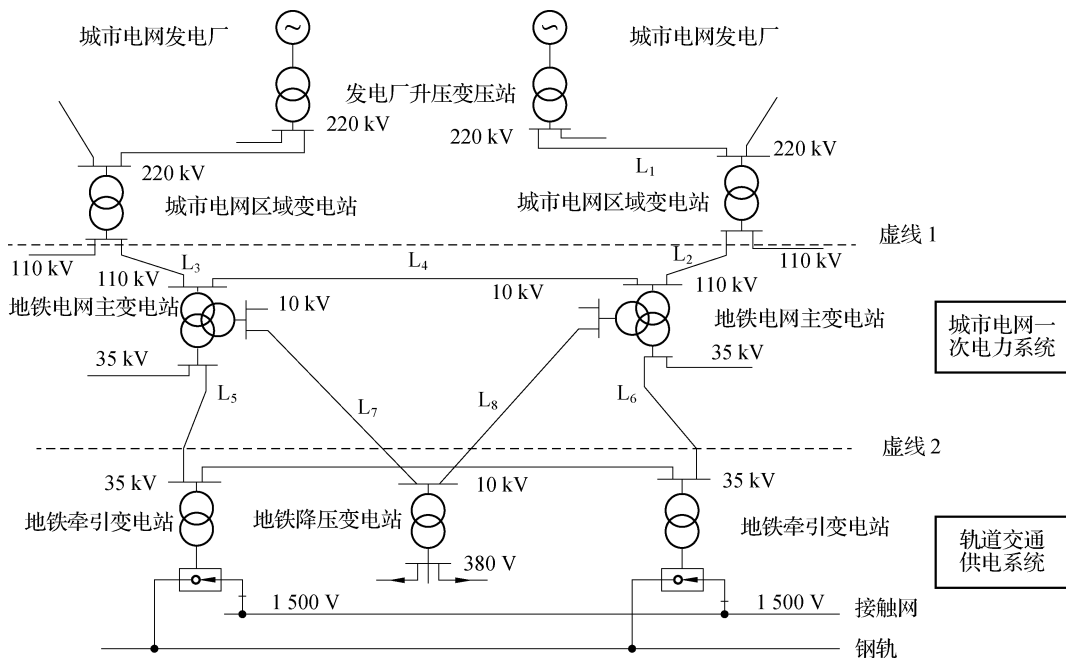 城市电网发电厂
城市电网发电厂
发电厂升压变压站
220 kV
220 kV
220 kV
L1
220 kV
城市电网区域变电站
城市电网区域变电站
虚线 1
110 kV
110 kV
L3
L4
L2
110 kV
110 kV
地铁电网主变电站
10 kV
10 kV
地铁电网主变电站
城市电网一
次电力系统
35 kV
35 kV
L5
L7
L8
L6
虚线 2
35 kV
10 kV
35 kV
地铁牵引变电站
地铁降压变电站
地铁牵引变电站
轨道交通
供电系统
380 V
1 500 V
1 500 V
接触网
钢轨